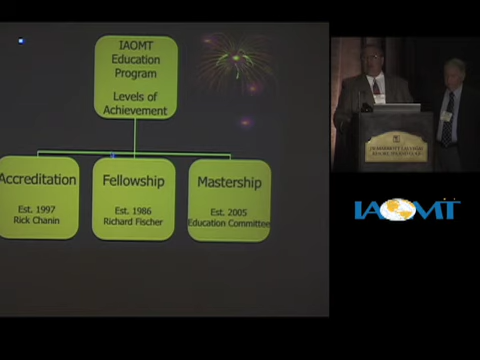 IAOMT
Education
Program
Levels of
Achievement
Accreditation
Est. 1997
Rick Chanin
Fellowship
Est. 1986
Richard Fischer
Mastership
Est. 2005
Education Committee
IAOMT